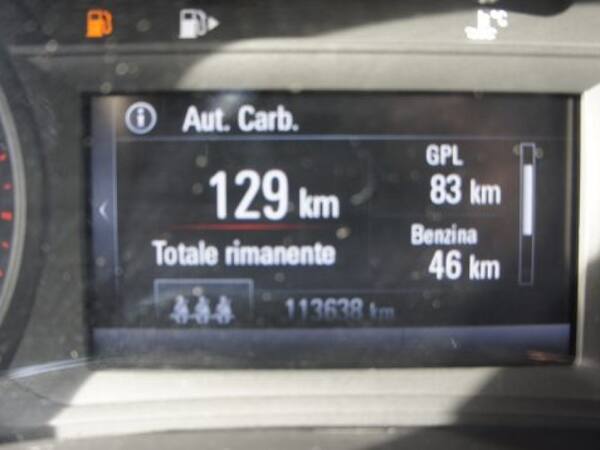 Aut. Carb.
129 km
Totale rimanente
GPL
83 km
Benzina
46 km
113638 km